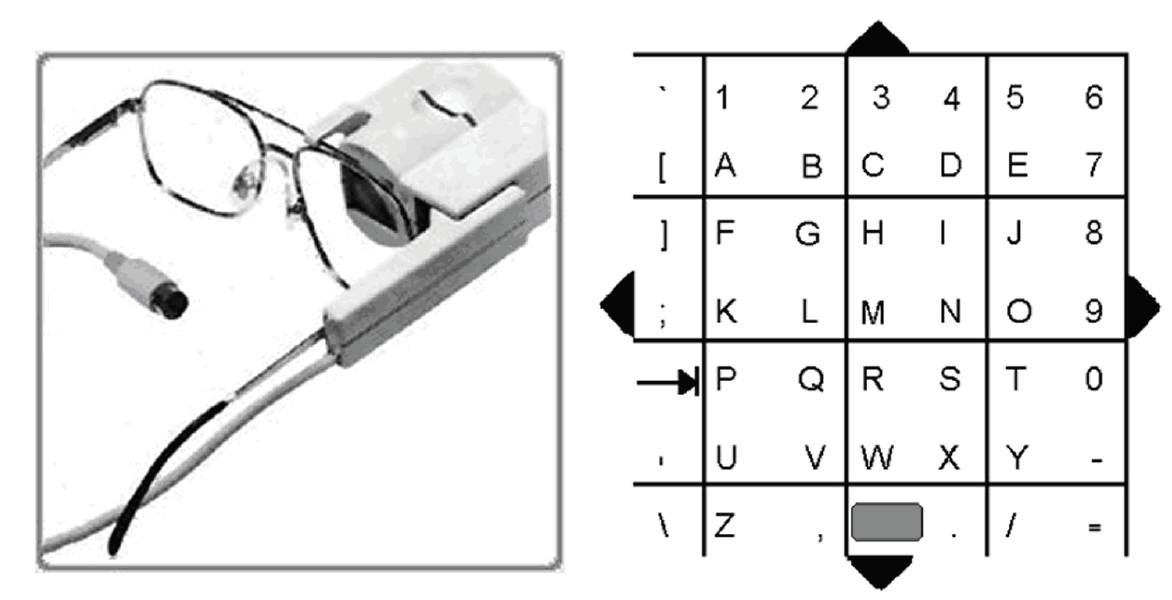 ` 1 2 3 4 5 6
[ A B C D E 7
] F G H I J 8
; K L M N O 9
P Q R S T 0
' U V W X Y -
\ Z , . / =